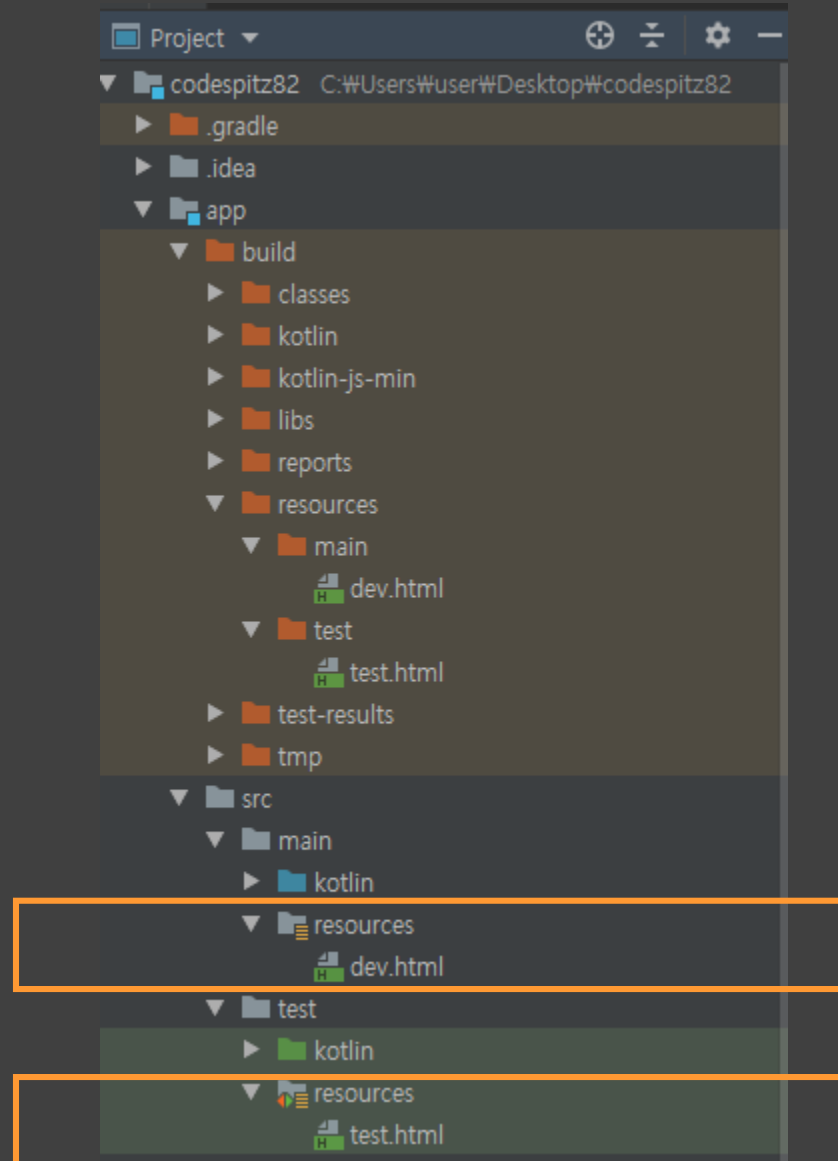 Project
codespitz82 C:₩Users₩user₩Desktop₩codespitz82
.gradle
.idea
app
build
classes
kotlin
kotlin-js-min
libs
reports
resources
main
dev.html
test
test.html
test-results
tmp
src
main
kotlin
resources
dev.html
test
kotlin
resources
test.html